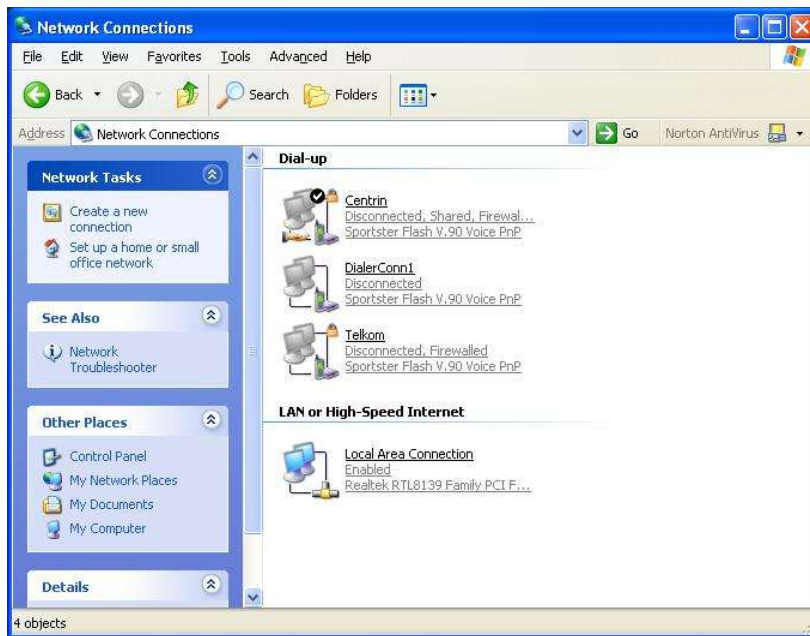 Network Connections
File Edit View Favorites Tools Advanced Help
Back Search Folders
Address Network Connections Go Norton AntiVirus
Network Tasks
Create a new
connection
Set up a home or small
office network
See Also
Network
Troubleshooter
Other Places
Control Panel
My Network Places
My Documents
My Computer
Details
Dial-up
Centrin
Disconnected, Shared, Firewal...
Sportster Flash V.90 Voice PnP
DialerConn1
Disconnected
Sportster Flash V.90 Voice PnP
Telkom
Disconnected, Firewalled
Sportster Flash V.90 Voice PnP
LAN or High-Speed Internet
Local Area Connection
Enabled
Realtek RTL8139 Family PCI F...
4 objects